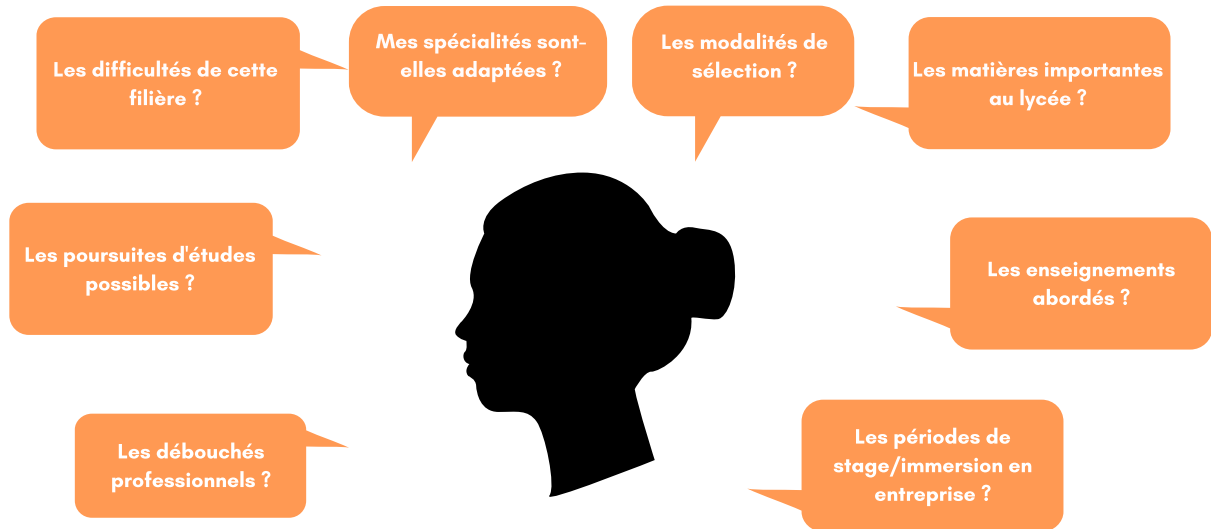 Les difficultés de cette
filière ?
Mes spécialités sont-
elles adaptées ?
Les modalités de
sélection ?
Les matières importantes
au lycée ?
Les poursuites d'études
possibles ?
Les enseignements
abordés ?
Les débouchés
professionnels ?
Les périodes de
stage/immersion en
entreprise ?